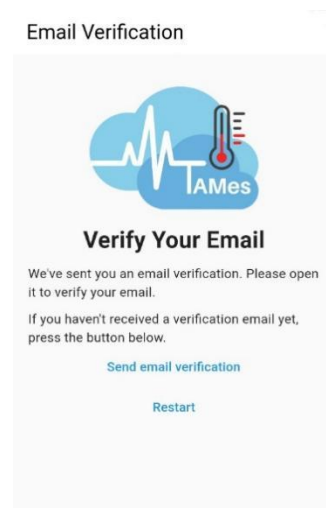 Email Verification
TAMes
Verify Your Email
We've sent you an email verification. Please open
it to verify your email.
If you haven't received a verification email yet,
press the button below.
Send email verification
Restart